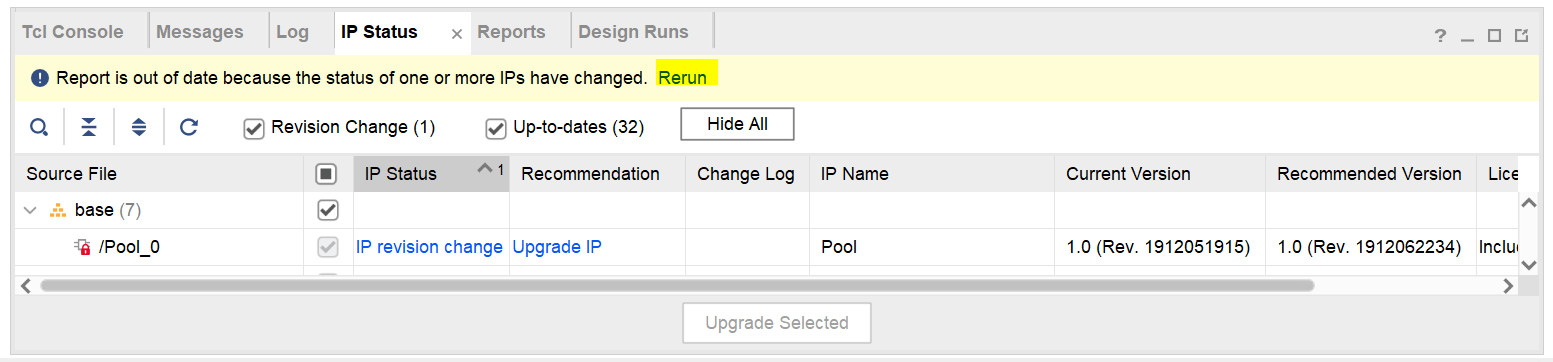 Tcl Console Messages Log IP Status × Reports Design Runs ?
Report is out of date because the status of one or more IPs have changed. Rerun
Revision Change (1) Up-to-dates (32) Hide All
Source File IP Status 1 Recommendation Change Log IP Name Current Version Recommended Version Lice
base (7)
/Pool_0 IP revision change Upgrade IP Pool 1.0 (Rev. 1912051915) 1.0 (Rev. 1912062234) Inclu
Upgrade Selected